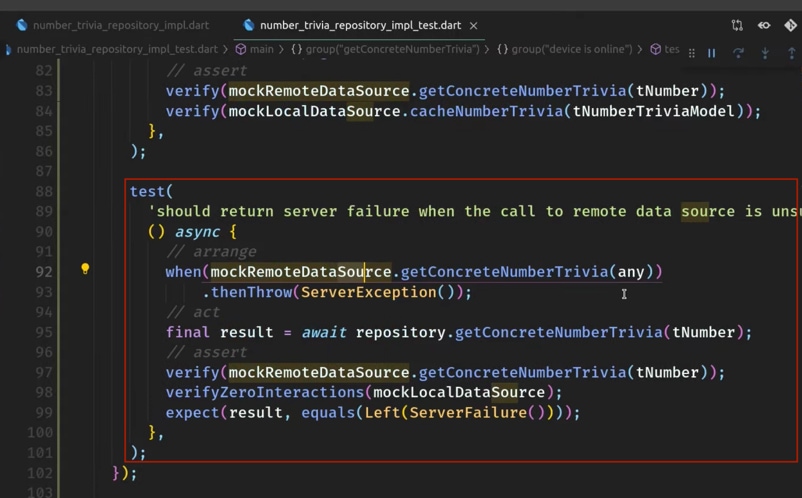 number_trivia_repository_impl.dart
number_trivia_repository_impl_test.dart
number_trivia_repository_impl_test.dart > main > {} group("getConcreteNumberTrivia") > {} group("device is online") > tes
82 // assert
83 verify(mockRemoteDataSource.getConcreteNumberTrivia(tNumber));
84 verify(mockLocalDataSource.cacheNumberTrivia(tNumberTriviaModel));
85 },
86 );
87
88 test(
89 'should return server failure when the call to remote data source is unsu
90 () async {
91 // arrange
92 when(mockRemoteDataSource.getConcreteNumberTrivia(any))
93 .thenThrow(ServerException());
94 // act
95 final result = await repository.getConcreteNumberTrivia(tNumber);
96 // assert
97 verify(mockRemoteDataSource.getConcreteNumberTrivia(tNumber));
98 verifyZeroInteractions(mockLocalDataSource);
99 expect(result, equals(Left(ServerFailure())));
100 },
101 );
102 });
103